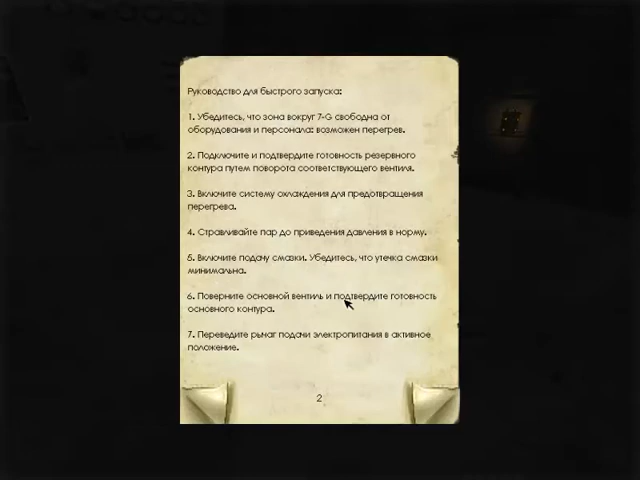 Руководство для быстрого запуска:
1. Убедитесь, что зона вокруг 7-G свободна от
оборудования и персонала: возможен перегрев.
2. Подключите и подтвердите готовность резервного
контура путем поворота соответствующего вентиля.
3. Включите систему охлаждения для предотвращения
перегрева.
4. Стравливайте пар до приведения давления в норму.
5. Включите подачу смазки. Убедитесь, что утечка смазки
минимальна.
6. Поверните основной вентиль и подтвердите готовность
основного контура.
7. Переведите рычаг подачи электропитания в активное
положение.
2